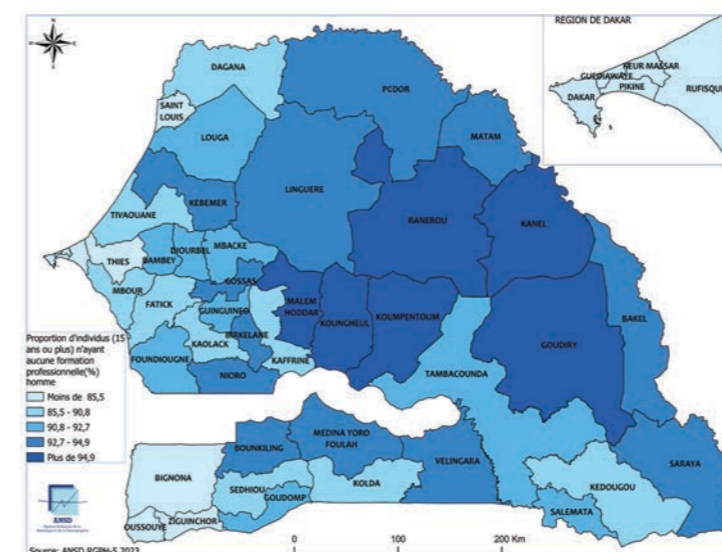 REGION DE DAKAR
KEUR MASSAR
GUEDIAWAYE
PIKINE
DAKAR
RUFISQUE
DAGANA
PODOR
SAINT
LOUIS
LOUGA
MATAM
LINGUERE
KEBEMER
RANEROU
KANEL
TIVAOUANE
MBACKE
DIOURBEL
THIES
BAMBEY
MBOUR
GOSSAS
FATICK
GUINGUINEO
MALEM
HODDAR
KOUNGHEUL
KOUMPENTOUM
BAKEL
BIRKELANE
KAOLACK
GOUDIRY
FOUNDIOUGNE
KAFFRINE
TAMBACOUNDA
NIORO
Proportion d'individus (15
ans ou plus) n'ayant
aucune formation
professionnelle(%)
homme
Moins de 85,5
85,5 - 90,8
90,8 - 92,7
92,7 - 94,9
Plus de 94,9
MEDINA YORO
FOULAH
BOUNKILING
VELINGARA
SARAYA
BIGNONA
KOLDA
SEDHIOU
KEDOUGOU
GOUDOMP
SALEMATA
ZIGUINCHOR
OUSSOUYE
ANSD
0 100 200 Km
Source: ANSD.RGPH-5.2023